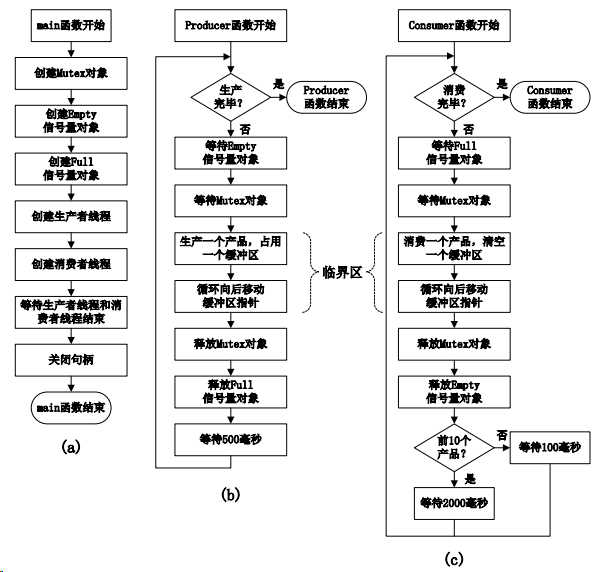 main函数开始
创建Mutex对象
创建Empty
信号量对象
创建Full
信号量对象
创建生产者线程
创建消费者线程
等待生产者线程和消
费者线程结束
关闭句柄
main函数结束
(a)
Producer函数开始
生产
完毕?
是
Producer
函数结束
否
等待Empty
信号量对象
等待Mutex对象
生产一个产品，占用
一个缓冲区
循环向后移动
缓冲区指针
释放Mutex对象
释放Full
信号量对象
等待500毫秒
(b)
临界区
Consumer函数开始
消费
完毕?
是
Consumer
函数结束
否
等待Full
信号量对象
等待Mutex对象
消费一个产品，清空
一个缓冲区
循环向后移动
缓冲区指针
释放Mutex对象
释放Empty
信号量对象
前10个
产品?
否
等待100毫秒
是
等待2000毫秒
(c)